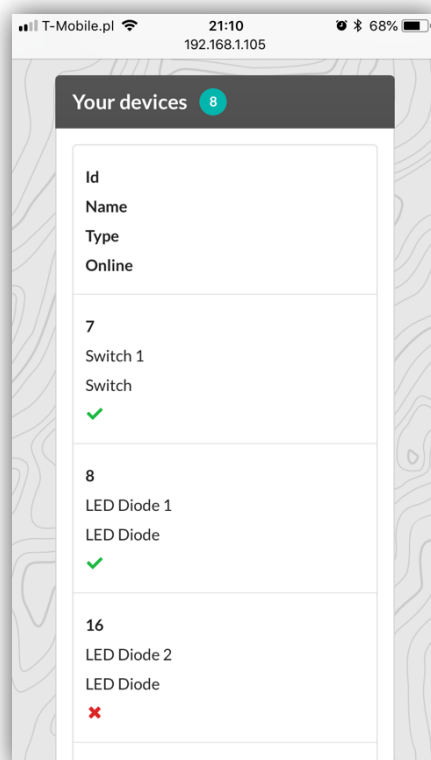 T-Mobile.pl 21:10 68%
192.168.1.105
Your devices 8
Id
Name
Type
Online
7
Switch 1
Switch
8
LED Diode 1
LED Diode
16
LED Diode 2
LED Diode